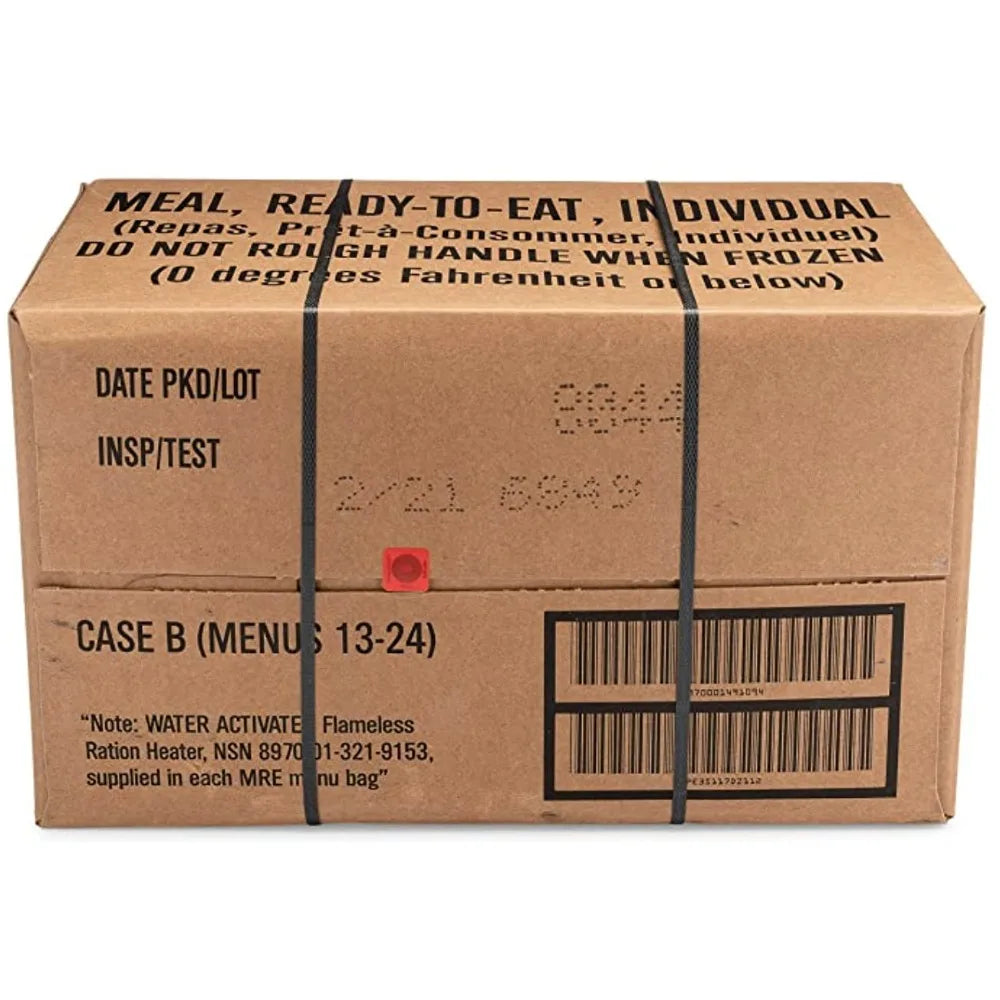 MEAL, READY-TO-EAT, INDIVIDUAL
(Repas, Prêt-à-Consommer, Individuel)
DO NOT ROUGH HANDLE WHEN FROZEN
(0 degrees Fahrenheit or below)
DATE PKD/LOT
INSP/TEST
2/21
CASE B (MENUS 13-24)
"Note: WATER ACTIVATED Flameless
Ration Heater, NSN 8970-01-321-9153,
supplied in each MRE menu bag"